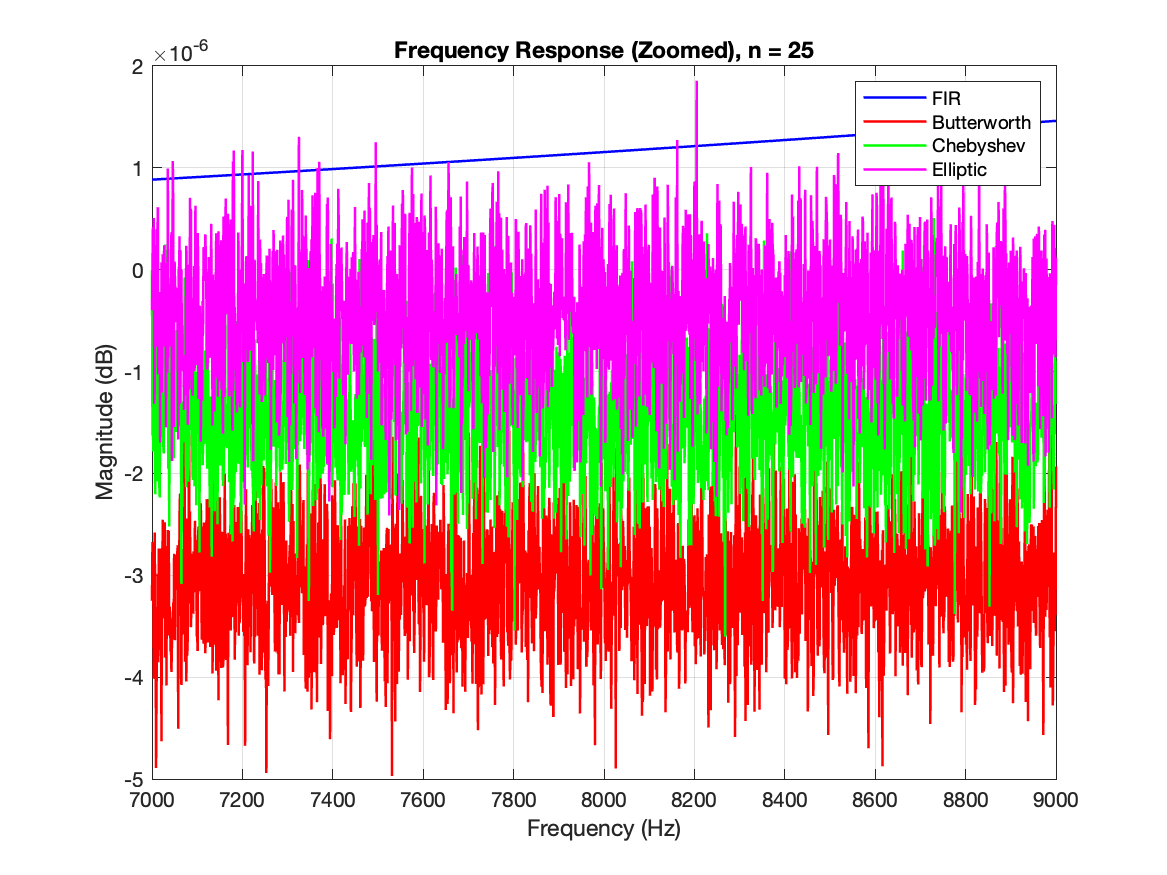 Frequency Response (Zoomed), n = 25
×10⁻⁶
2
1
0
-1
-2
-3
-4
-5
Magnitude (dB)
7000 7200 7400 7600 7800 8000 8200 8400 8600 8800 9000
Frequency (Hz)
FIR
Butterworth
Chebyshev
Elliptic